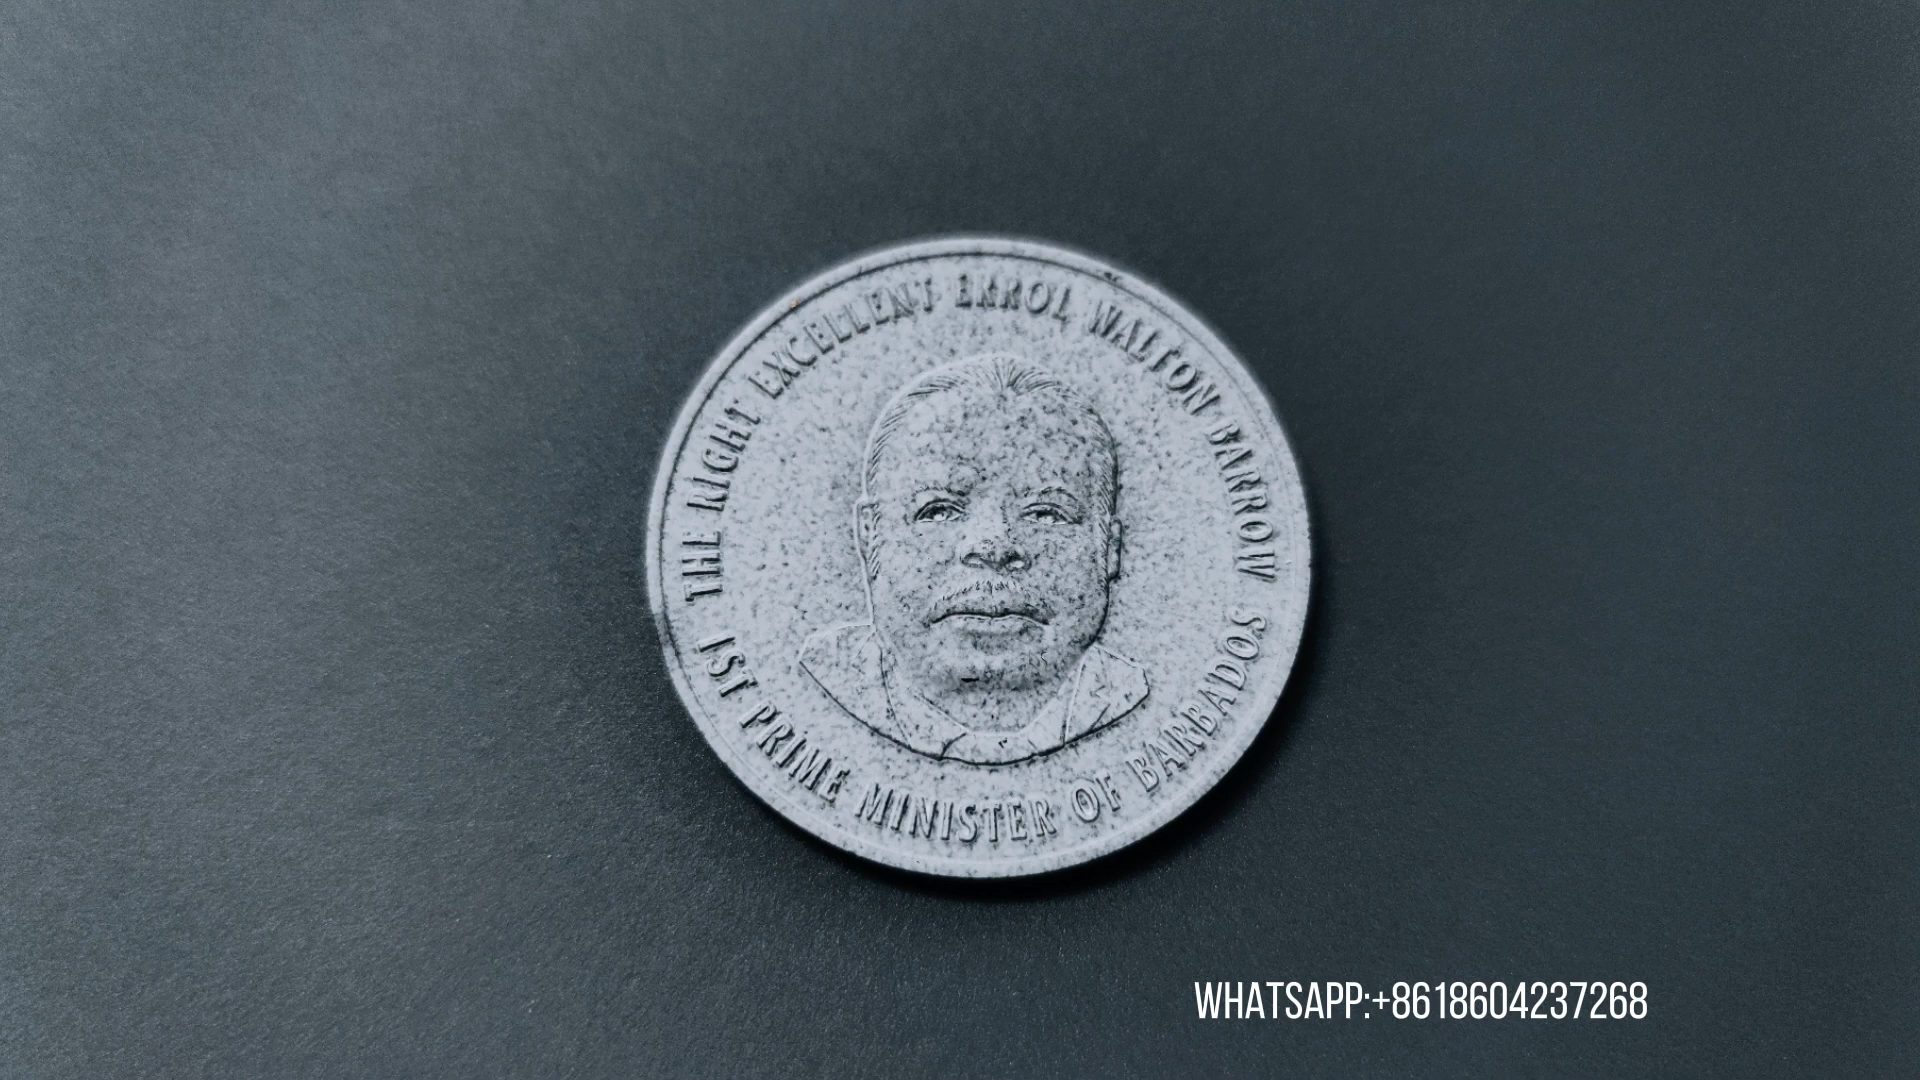 THE RIGHT EXCELLENT ERROL WALTON BARROW
1ST PRIME MINISTER OF BARBADOS
WHATSAPP:+8618604237268